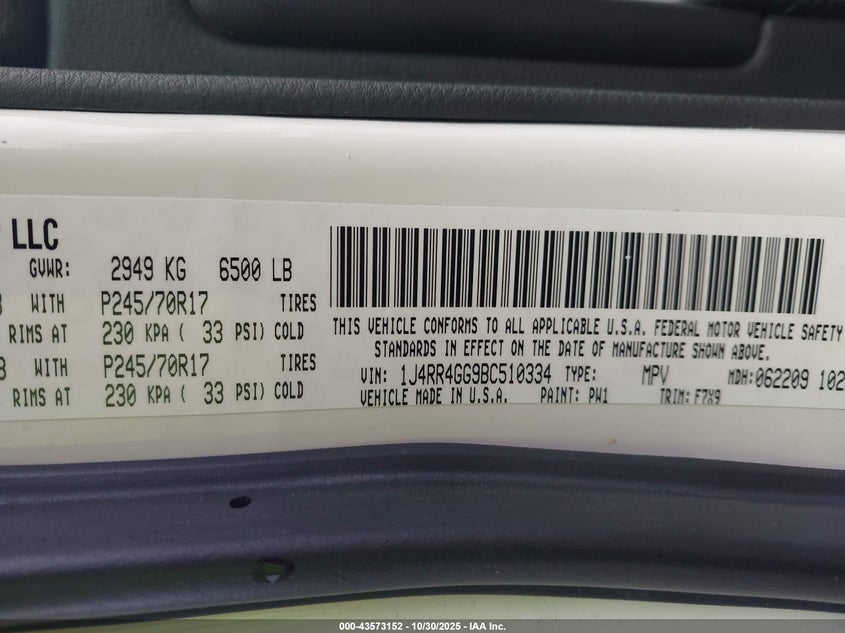 LLC
GVWR: 2949 KG 6500 LB
WITH P245/70R17 TIRES
RIMS AT 230 KPA ( 33 PSI) COLD
WITH P245/70R17 TIRES
RIMS AT 230 KPA ( 33 PSI) COLD
THIS VEHICLE CONFORMS TO ALL APPLICABLE U.S.A. FEDERAL MOTOR VEHICLE SAFETY
STANDARDS IN EFFECT ON THE DATE OF MANUFACTURE SHOWN ABOVE.
VIN: 1J4RR4GG9BC510334 TYPE: MPV MDH:062209 102
VEHICLE MADE IN U.S.A. PAINT: PW1 TRIM: F7X9
000-43573152 - 10/30/2025 - IAA Inc.